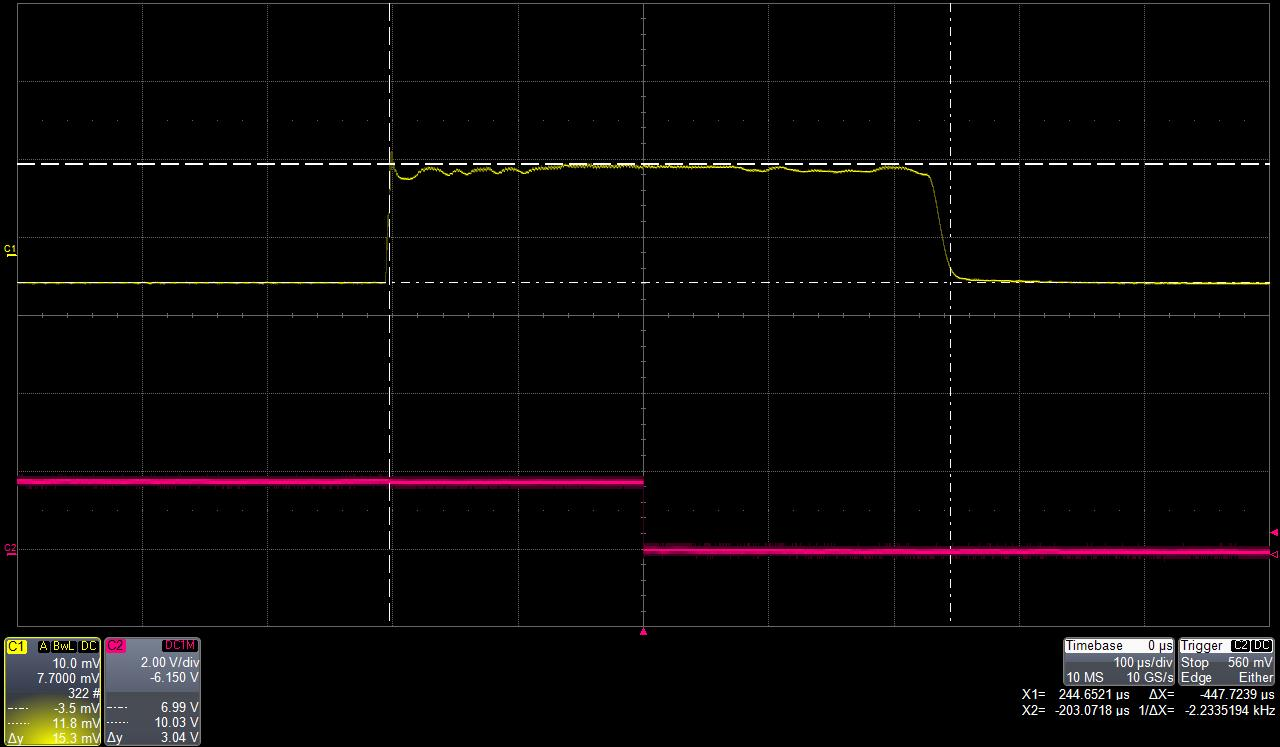 C1
C2
C1 A BwL DC
10.0 mV
7.7000 mV
322 #
-3.5 mV
11.8 mV
Δy 15.3 mV
C2 DC1M
2.00 V/div
-6.150 V
6.99 V
10.03 V
Δy 3.04 V
Timebase 0 µs
100 µs/div
10 MS 10 GS/s
Trigger C2 DC
Stop 560 mV
Edge Either
X1= 244.6521 µs ΔX= -447.7239 µs
X2= -203.0718 µs 1/ΔX= -2.2335194 kHz